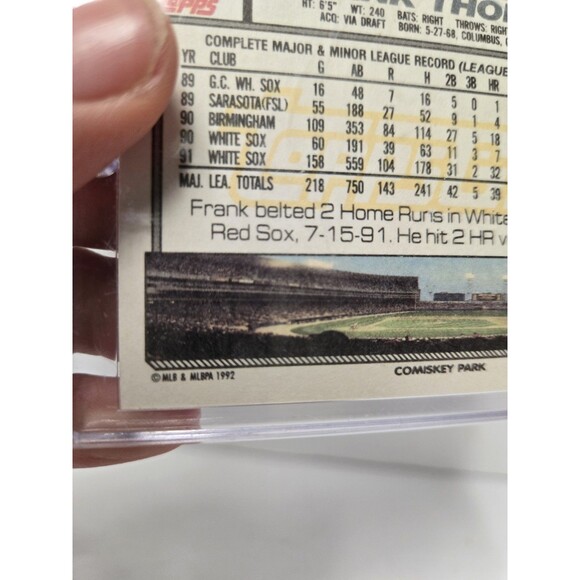 TOPPS
HT: 6'5" WT: 240 BATS: RIGHT THROWS: RIGHT
ACQ: VIA DRAFT BORN: 5-27-68, COLUMBUS,
COMPLETE MAJOR & MINOR LEAGUE RECORD (LEAGUE
YR CLUB G AB R H 2B 3B HR
89 G.C. WH. SOX 16 48 7 16 5 0 1
89 SARASOTA(FSL) 55 188 27 52 9 1 4
90 BIRMINGHAM 109 353 84 114 27 5 18
90 WHITE SOX 60 191 39 63 11 3 7
91 WHITE SOX 158 559 104 178 31 2 32
MAJ. LEA. TOTALS 218 750 143 241 42 5 39
Frank belted 2 Home Runs in White
Red Sox, 7-15-91. He hit 2 HR
© MLB & MLBPA 1992
COMISKEY PARK